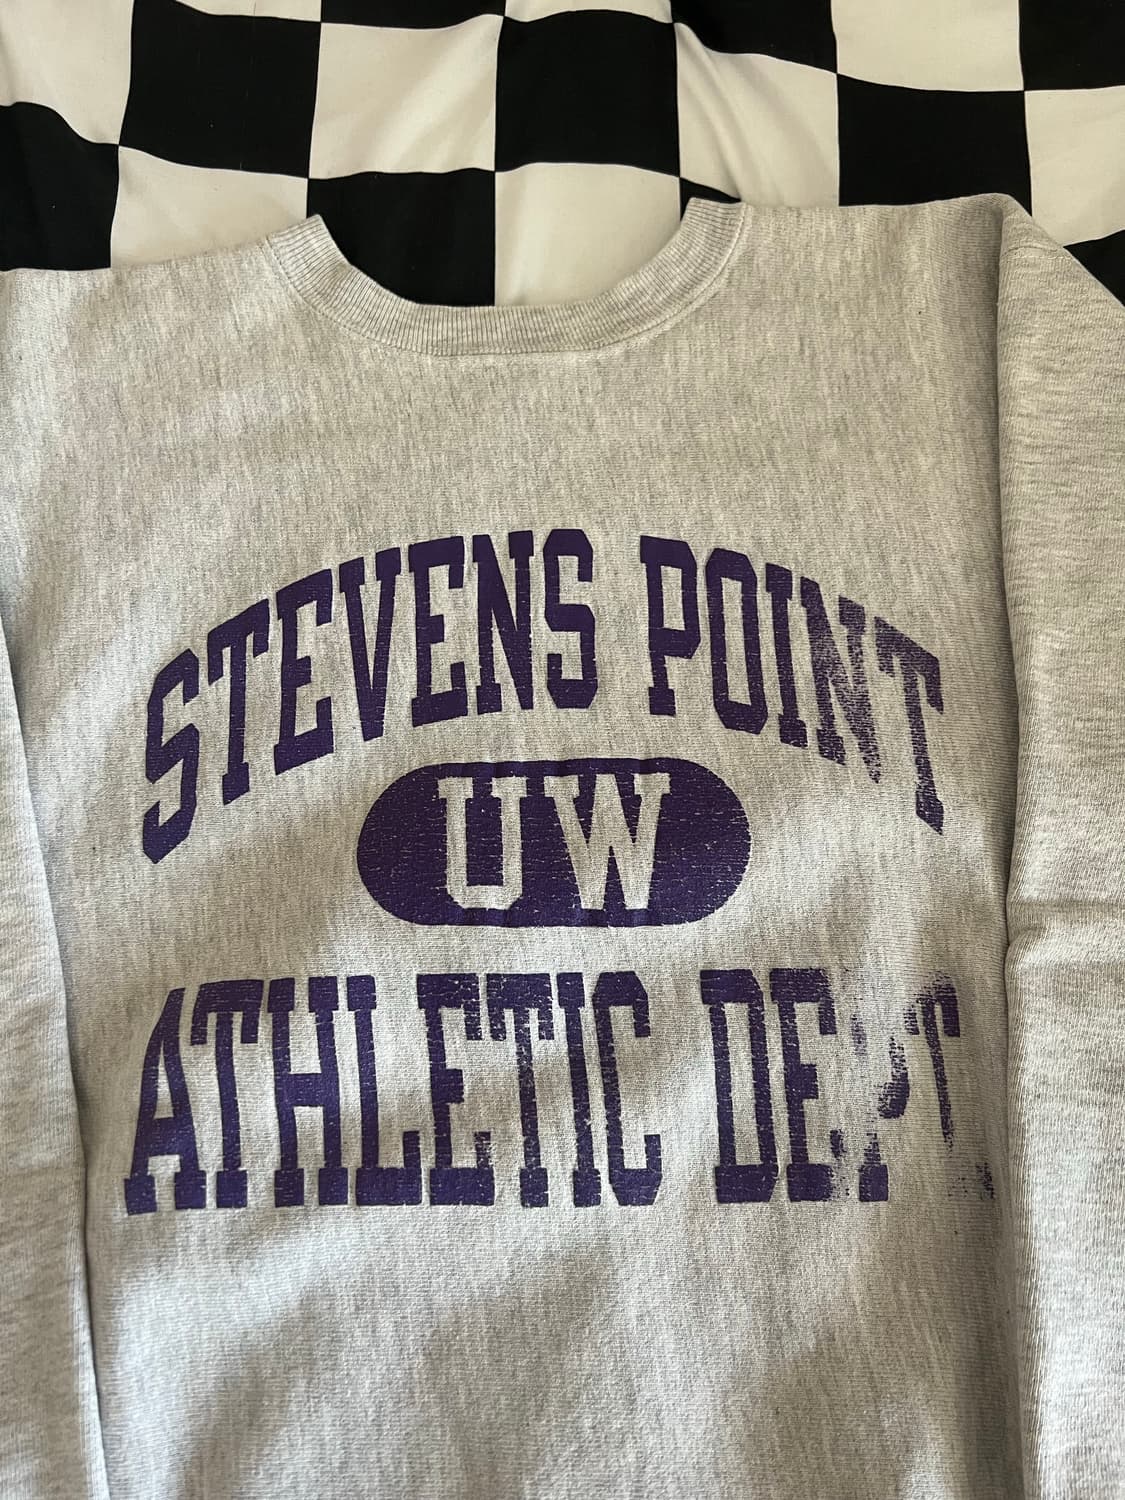 STEVENS POINT
UW
ATHLETIC DEPT